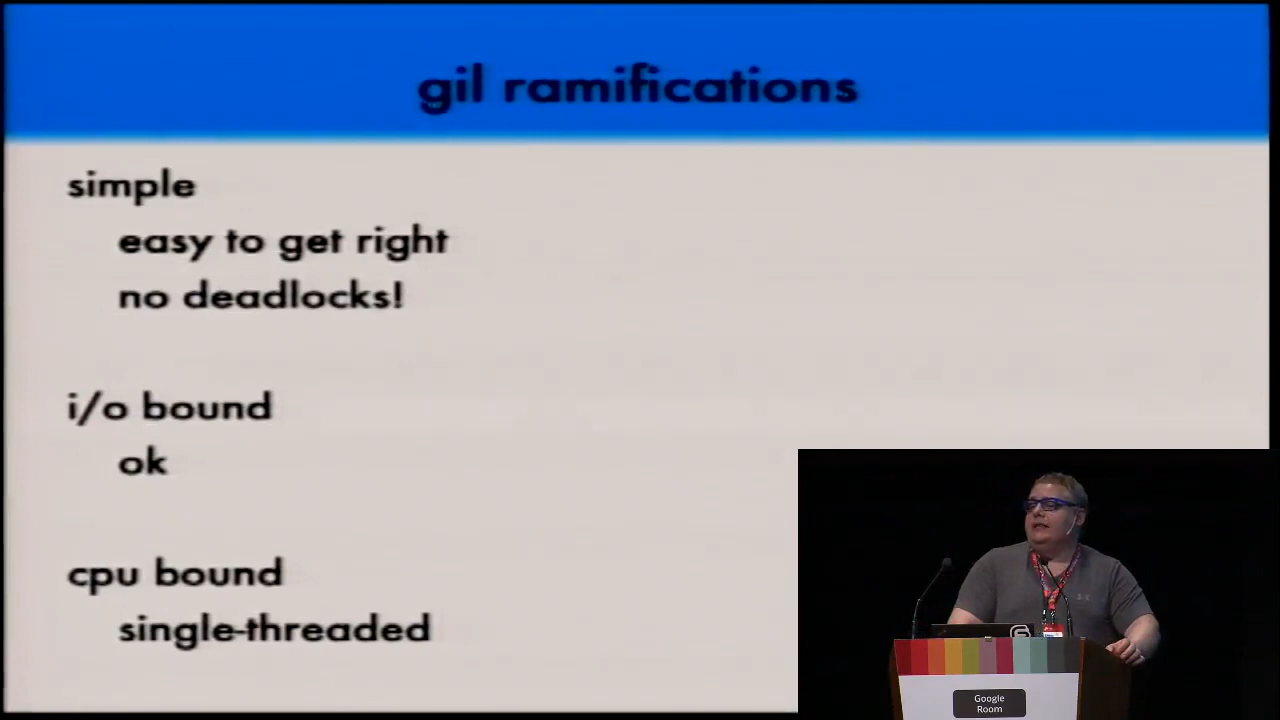 gil ramifications
simple
easy to get right
no deadlocks!
i/o bound
ok
cpu bound
single-threaded
Google
Room